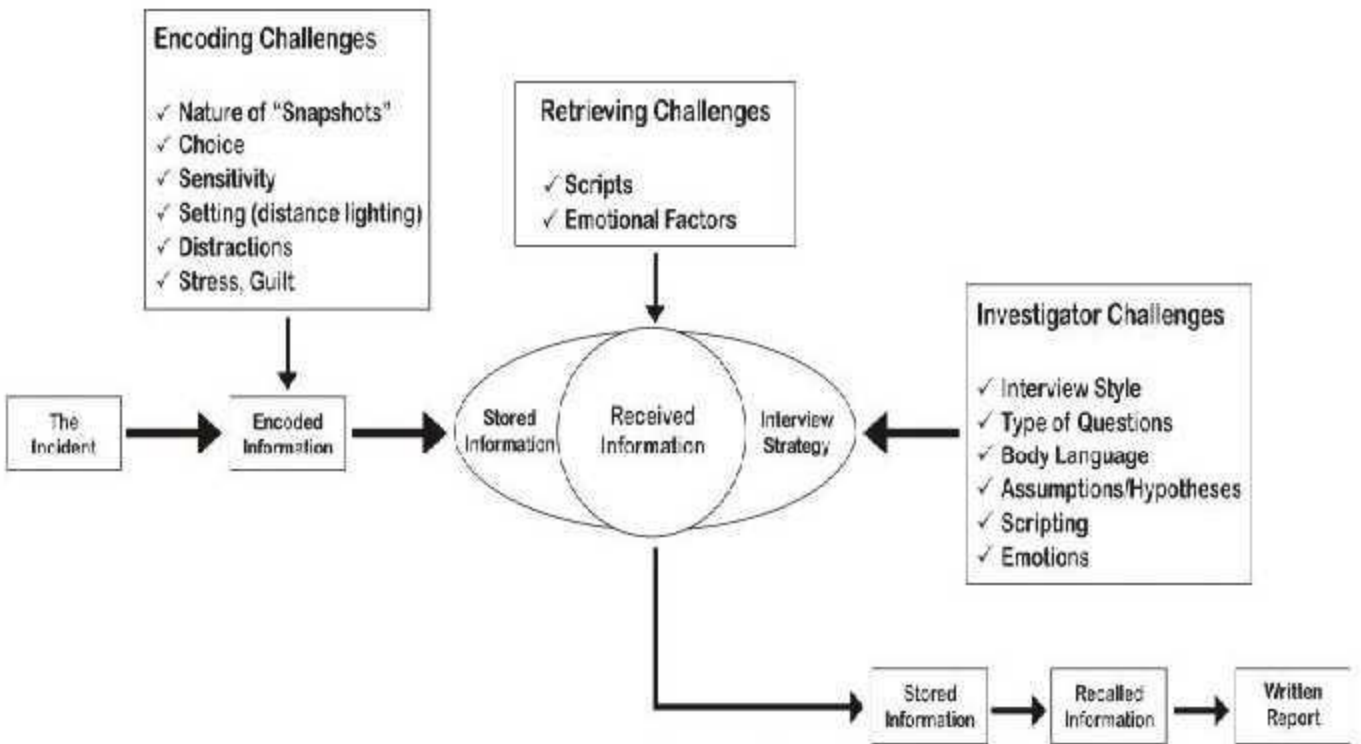 Encoding Challenges
✓ Nature of "Snapshots"
✓ Choice
✓ Sensitivity
✓ Setting (distance lighting)
✓ Distractions
✓ Stress, Guilt
Retrieving Challenges
✓ Scripts
✓ Emotional Factors
Investigator Challenges
✓ Interview Style
✓ Type of Questions
✓ Body Language
✓ Assumptions/Hypotheses
✓ Scripting
✓ Emotions
The
Incident
Encoded
Information
Stored
Information
Received
Information
Interview
Strategy
Stored
Information
Recalled
Information
Written
Report